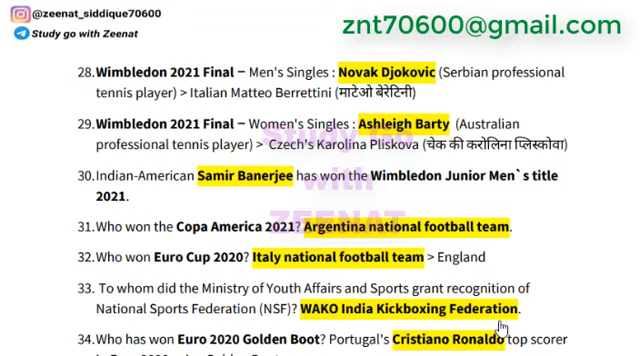 @zeenat_siddique70600
Study go with Zeenat
znt70600@gmail.com
28. Wimbledon 2021 Final – Men's Singles : Novak Djokovic (Serbian professional
tennis player) > Italian Matteo Berrettini (माटेओ बेरेटिनी)
29. Wimbledon 2021 Final – Women's Singles : Ashleigh Barty (Australian
professional tennis player) > Czech's Karolina Pliskova (चेक की करोलिना प्लिस्कोवा)
Study Go
with
ZEENAT
30. Indian-American Samir Banerjee has won the Wimbledon Junior Men`s title
2021.
31. Who won the Copa America 2021? Argentina national football team.
32. Who won Euro Cup 2020? Italy national football team > England
33. To whom did the Ministry of Youth Affairs and Sports grant recognition of
National Sports Federation (NSF)? WAKO India Kickboxing Federation.
34. Who has won Euro 2020 Golden Boot? Portugal's Cristiano Ronaldo top scorer